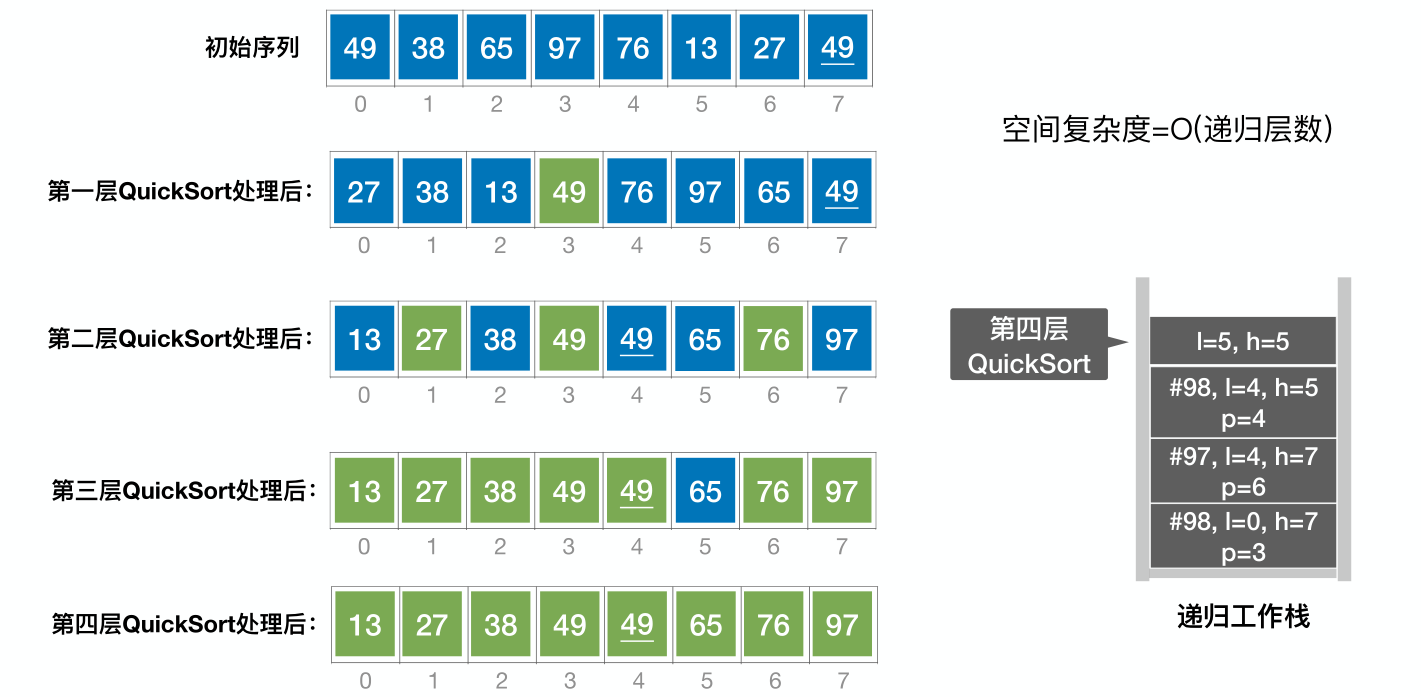 初始序列 49 38 65 97 76 13 27 49
0 1 2 3 4 5 6 7
空间复杂度=O(递归层数)
第一层QuickSort处理后： 27 38 13 49 76 97 65 49
0 1 2 3 4 5 6 7
第二层QuickSort处理后： 13 27 38 49 49 65 76 97
0 1 2 3 4 5 6 7
第三层QuickSort处理后： 13 27 38 49 49 65 76 97
0 1 2 3 4 5 6 7
第四层QuickSort处理后： 13 27 38 49 49 65 76 97
0 1 2 3 4 5 6 7
第四层
QuickSort
l=5, h=5
#98, l=4, h=5
p=4
#97, l=4, h=7
p=6
#98, l=0, h=7
p=3
递归工作栈